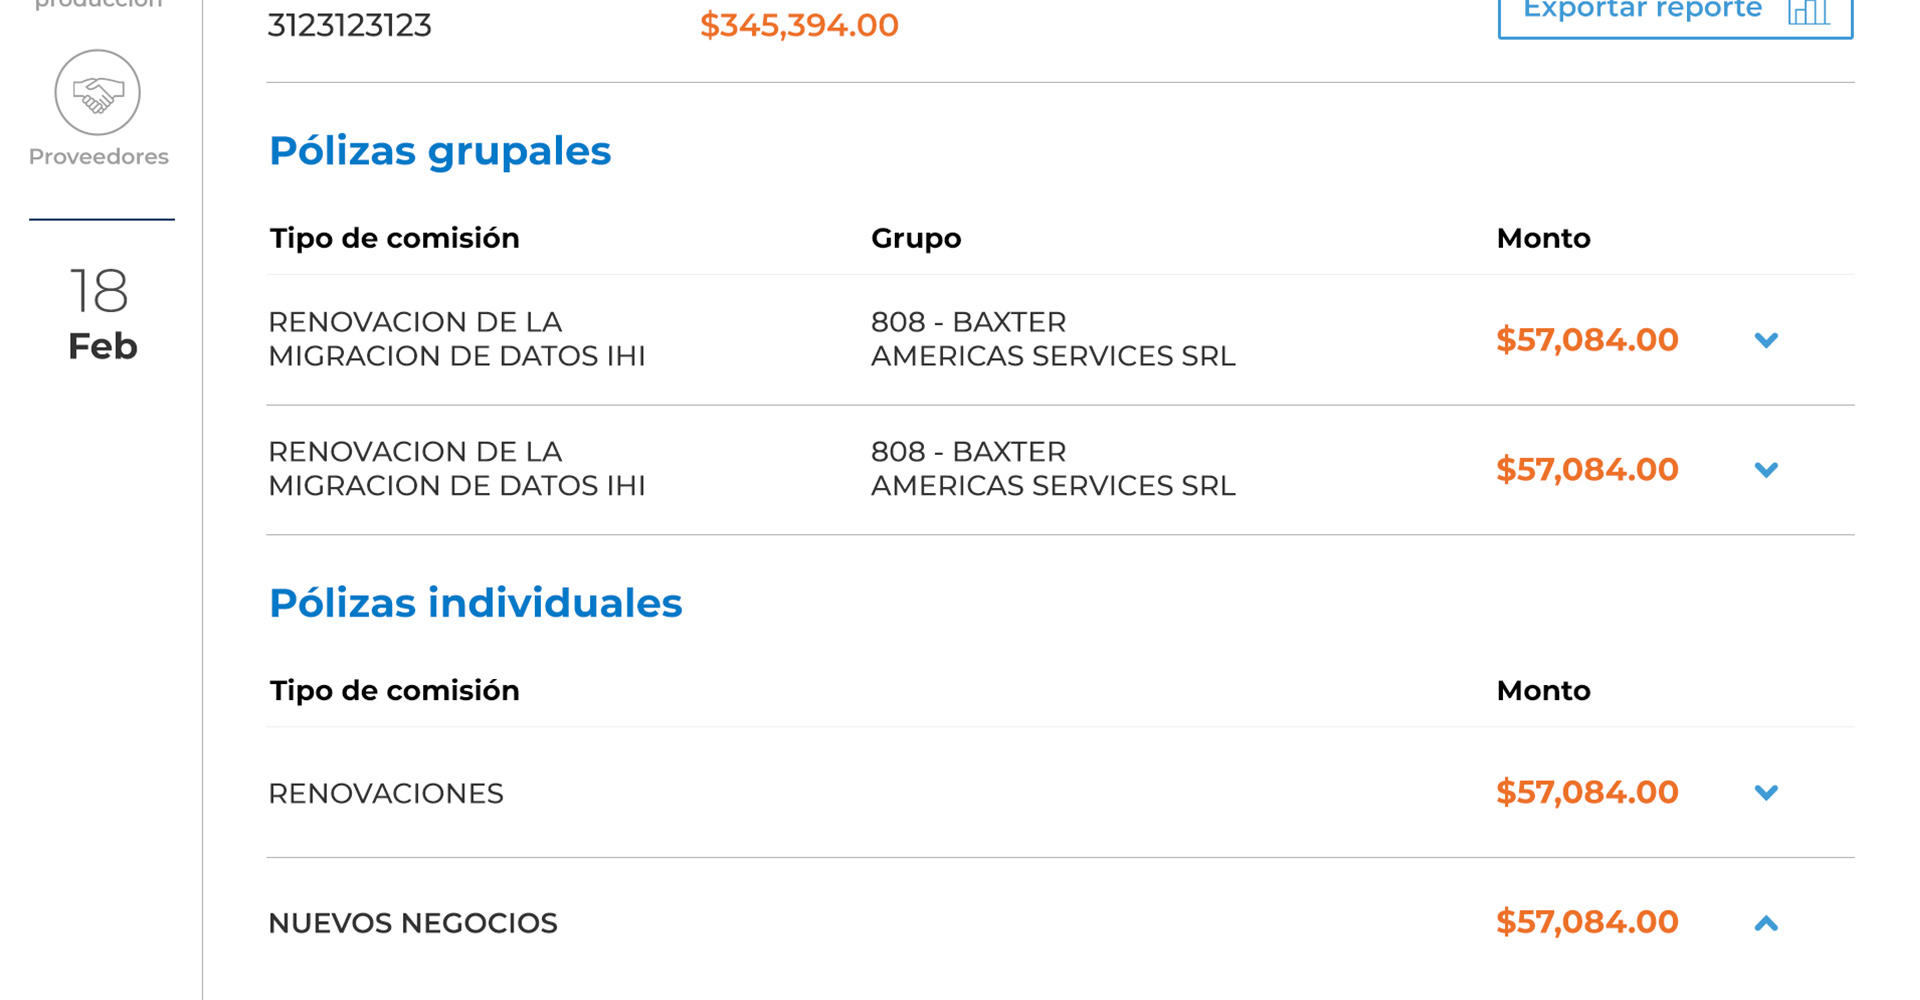 producción
3123123123
$345,394.00
Exportar reporte
Proveedores
18
Feb
Pólizas grupales
Tipo de comisión
Grupo
Monto
RENOVACION DE LA
MIGRACION DE DATOS IHI
808 - BAXTER
AMERICAS SERVICES SRL
$57,084.00
RENOVACION DE LA
MIGRACION DE DATOS IHI
808 - BAXTER
AMERICAS SERVICES SRL
$57,084.00
Pólizas individuales
Tipo de comisión
Monto
RENOVACIONES
$57,084.00
NUEVOS NEGOCIOS
$57,084.00